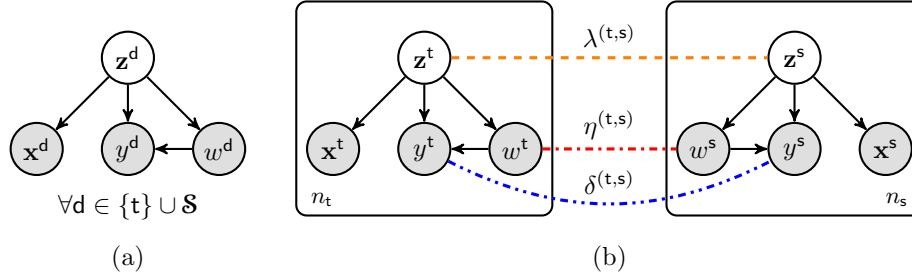 λ^(t,s)
z^d
z^t
z^s
η^(t,s)
x^d y^d w^d
x^t y^t w^t
w^s y^s x^s
δ^(t,s)
∀d ∈ {t} ∪ 𝓢
n_t
n_s
(a)
(b)